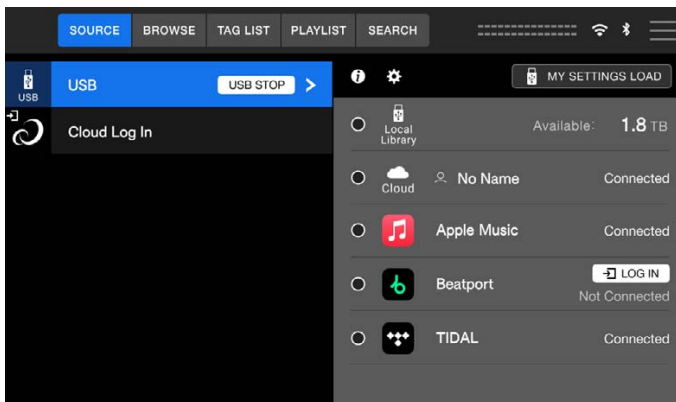 SOURCE BROWSE TAG LIST PLAYLIST SEARCH
USB
USB USB STOP
Cloud Log In
MY SETTINGS LOAD
Local
Library
Available: 1.8 TB
Cloud No Name Connected
Apple Music Connected
Beatport LOG IN
Not Connected
TIDAL Connected